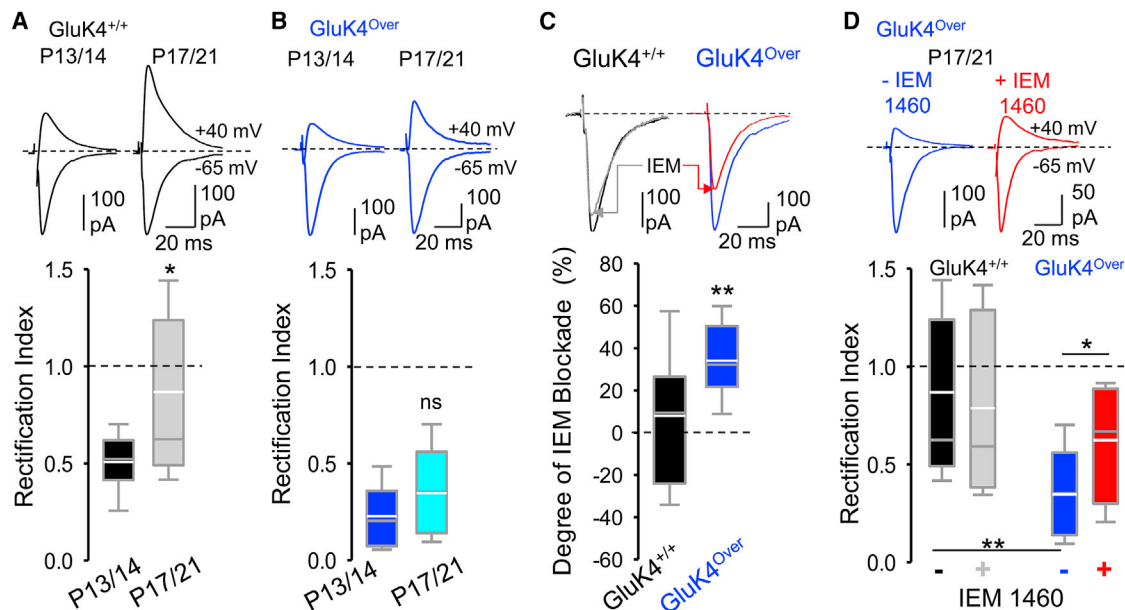 A
GluK4+/+
P13/14
P17/21
+40 mV
-65 mV
100
pA
100
pA
20 ms
Rectification Index
1.5
1.0
0.5
0.0
*
P13/14
P17/21
B
GluK4Over
P13/14
P17/21
+40 mV
-65 mV
100
pA
100
pA
20 ms
Rectification Index
1.5
1.0
0.5
0.0
ns
P13/14
P17/21
C
GluK4+/+
GluK4Over
IEM
100
pA
100
pA
20 ms
Degree of IEM Blockade (%)
80
60
40
20
0
-20
-40
-60
**
GluK4+/+
GluK4Over
D
GluK4Over
P17/21
- IEM
1460
+ IEM
1460
+40 mV
-65 mV
100
pA
50
pA
20 ms
Rectification Index
1.5
1.0
0.5
0.0
GluK4+/+
GluK4Over
*
**
-
+
-
+
IEM 1460